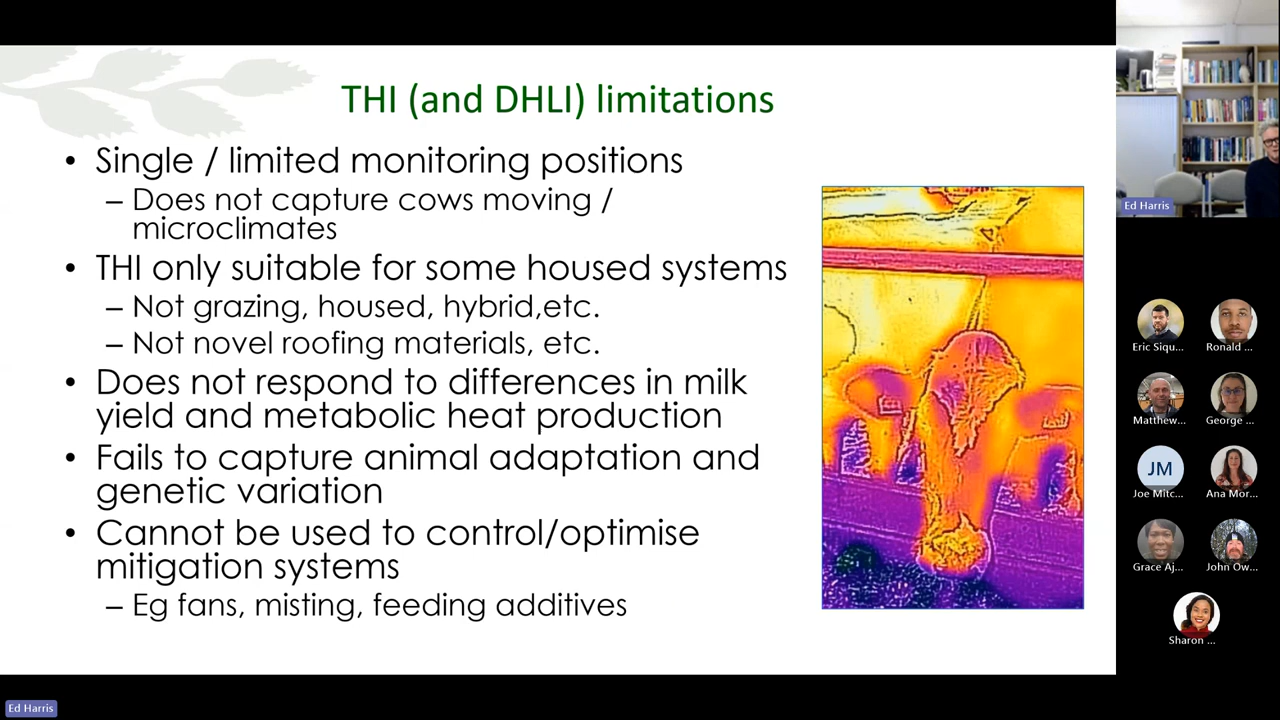 THI (and DHLI) limitations
• Single / limited monitoring positions
– Does not capture cows moving /
microclimates
• THI only suitable for some housed systems
– Not grazing, housed, hybrid,etc.
– Not novel roofing materials, etc.
• Does not respond to differences in milk
yield and metabolic heat production
• Fails to capture animal adaptation and
genetic variation
• Cannot be used to control/optimise
mitigation systems
– Eg fans, misting, feeding additives
Ed Harris
Eric Siqu...
Ronald ...
Matthew...
George ...
JM
Joe Mitc...
Ana Mor...
Grace Aj...
John Ow...
Sharon ...
Ed Harris